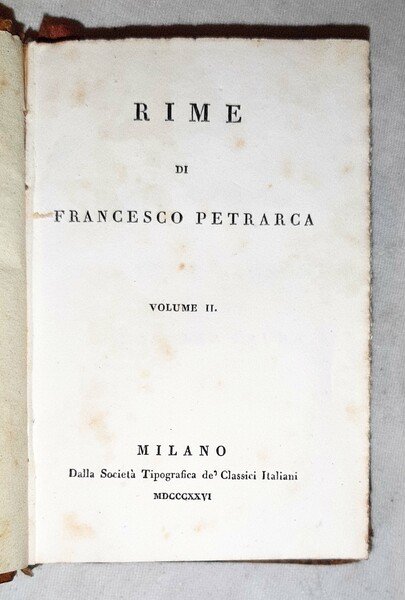 RIME
DI
FRANCESCO PETRARCA
VOLUME II.
MILANO
Dalla Società Tipografica de' Classici Italiani
MDCCCXXVI